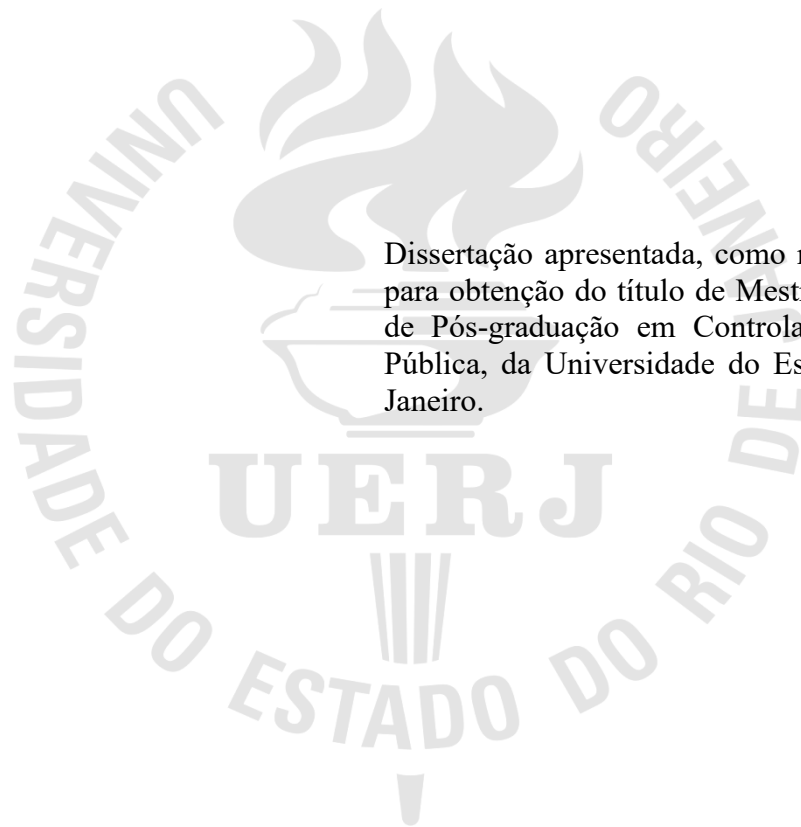 UNIVERSIDADE DO ESTADO DO RIO DE JANEIRO
Dissertação apresentada, como
para obtenção do título de
de Pós-graduação em
Pública, da Universidade do
Janeiro.
UERJ